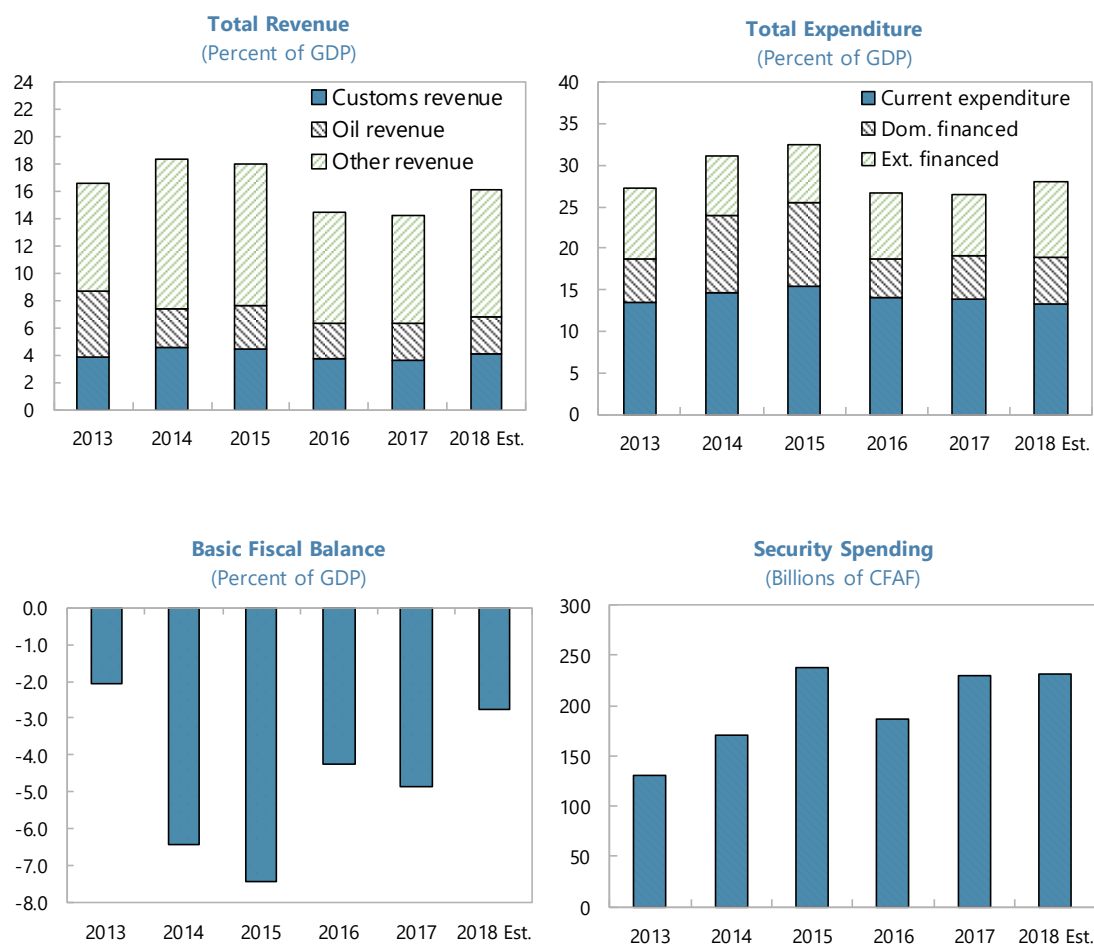 Total Revenue
(Percent of GDP)
24
22
20
18
16
14
12
10
8
6
4
2
0
Customs revenue
Oil revenue
Other revenue
2013 2014 2015 2016 2017 2018 Est.
Total Expenditure
(Percent of GDP)
40
35
30
25
20
15
10
5
0
Current expenditure
Dom. financed
Ext. financed
2013 2014 2015 2016 2017 2018 Est.
Basic Fiscal Balance
(Percent of GDP)
0.0
-1.0
-2.0
-3.0
-4.0
-5.0
-6.0
-7.0
-8.0
2013 2014 2015 2016 2017 2018 Est.
Security Spending
(Billions of CFAF)
300
250
200
150
100
50
0
2013 2014 2015 2016 2017 2018 Est.